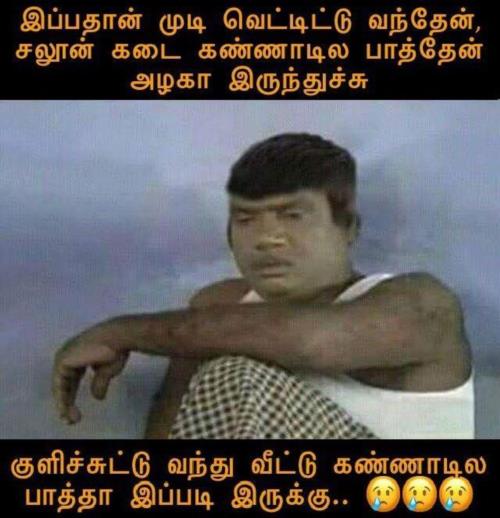 இப்பதான் முடி வெட்டிட்டு வந்தேன்,
சலூன் கடை கண்ணாடில பாத்தேன்
அழகா இருந்துச்சு
குளிச்சுட்டு வந்து வீட்டு கண்ணாடில
பாத்தா இப்படி இருக்கு.. 😢😢😢